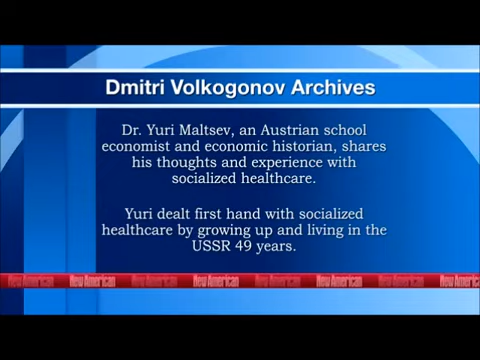 Dmitri Volkogonov Archives
Dr. Yuri Maltsev, an Austrian school
economist and economic historian, shares
his thoughts and experience with
socialized healthcare.
Yuri dealt first hand with socialized
healthcare by growing up and living in the
USSR 49 years.
New American New American New American New American New American New American